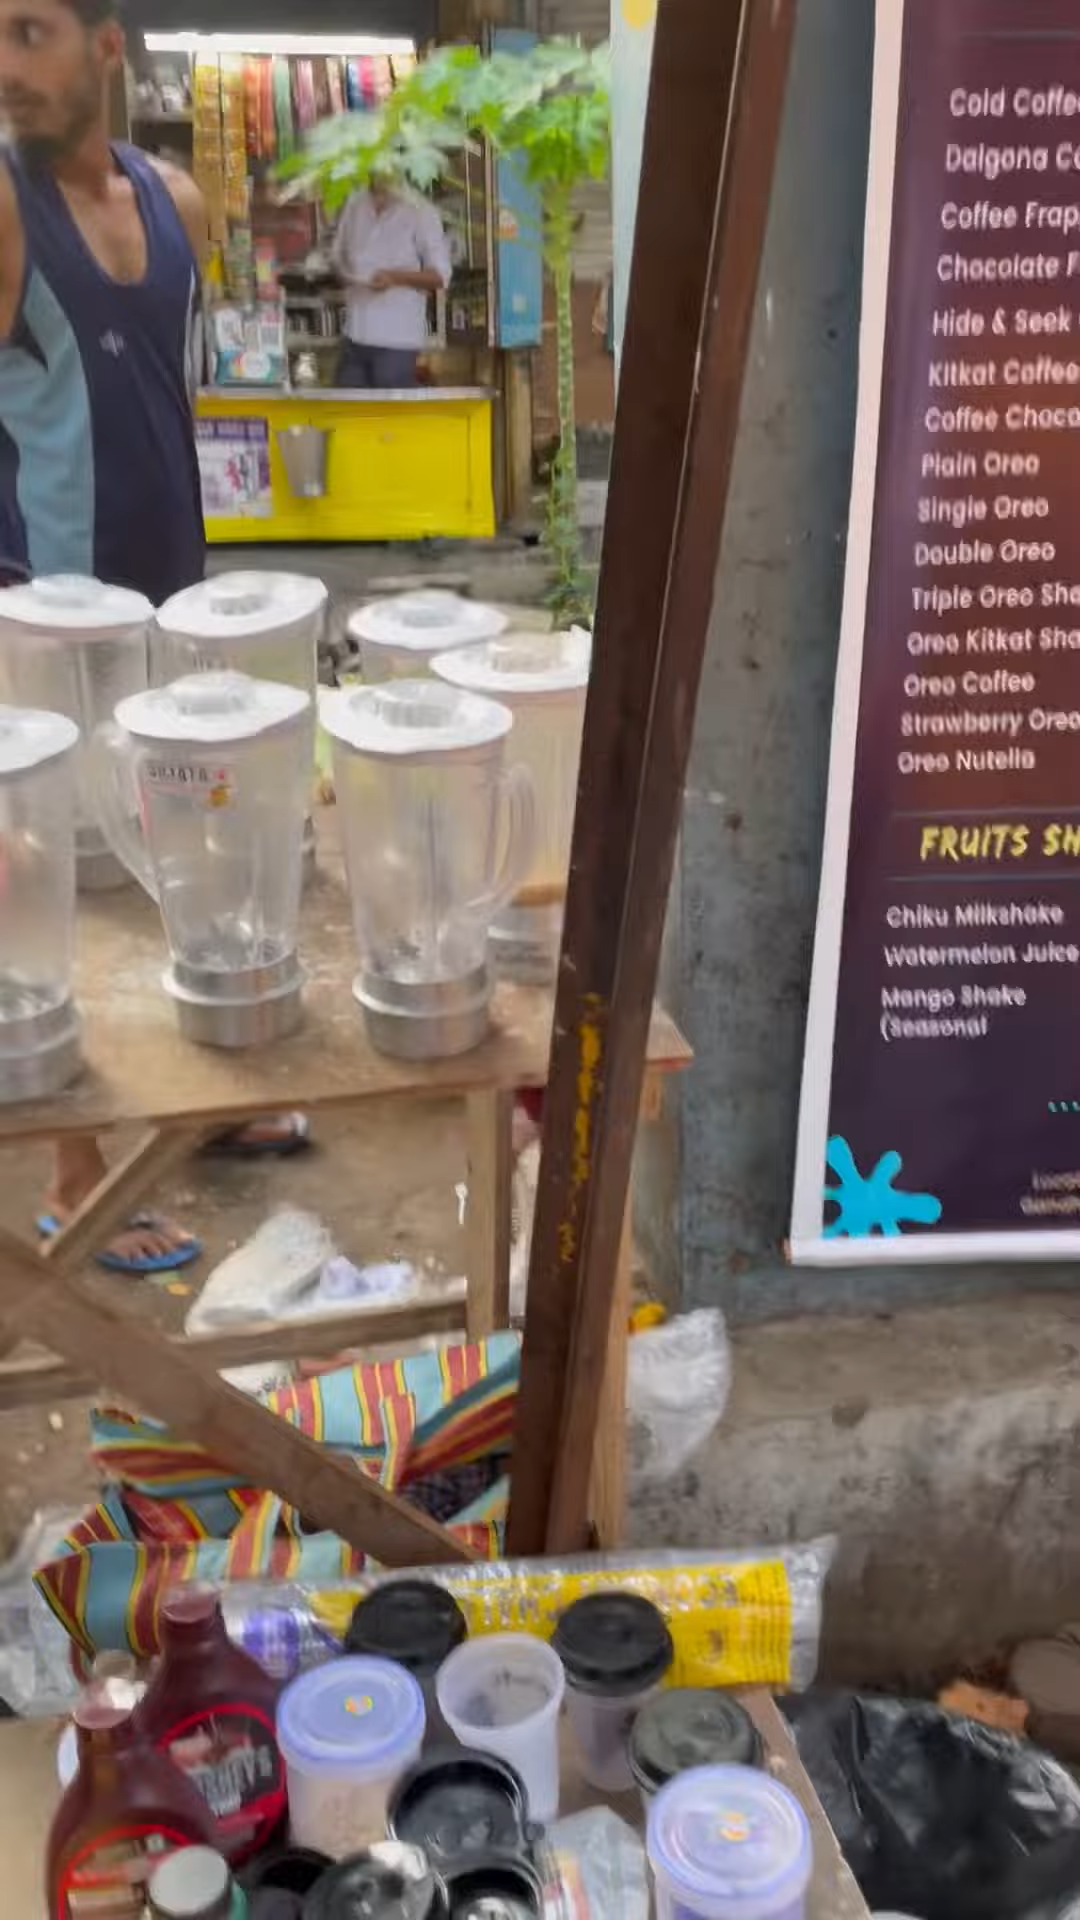 Cold Coffe
Dalgona Co
Coffee Frap
Chocolate F
Hide & Seek
Kitkat Coffee
Coffee Choco
Plain Oreo
Single Oreo
Double Oreo
Triple Oreo Sha
Oreo Kitkat Sha
Oreo Coffee
Strawberry Oreo
Oreo Nutella
FRUITS SH
Chiku Milkshake
Watermelon Juice
Mango Shake
(Seasonal
SUJATA